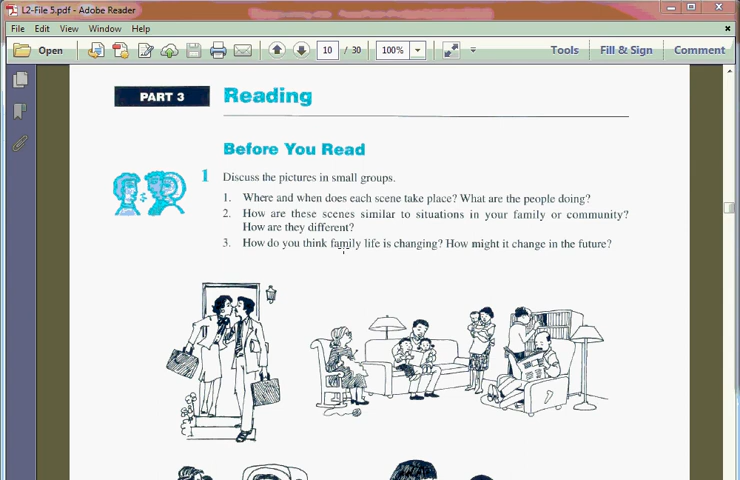 L2-File 5.pdf - Adobe Reader
File Edit View Window Help
Open 10 / 30 100% Tools Fill & Sign Comment
PART 3 Reading
Before You Read
1 Discuss the pictures in small groups.
1. Where and when does each scene take place? What are the people doing?
2. How are these scenes similar to situations in your family or community?
How are they different?
3. How do you think family life is changing? How might it change in the future?